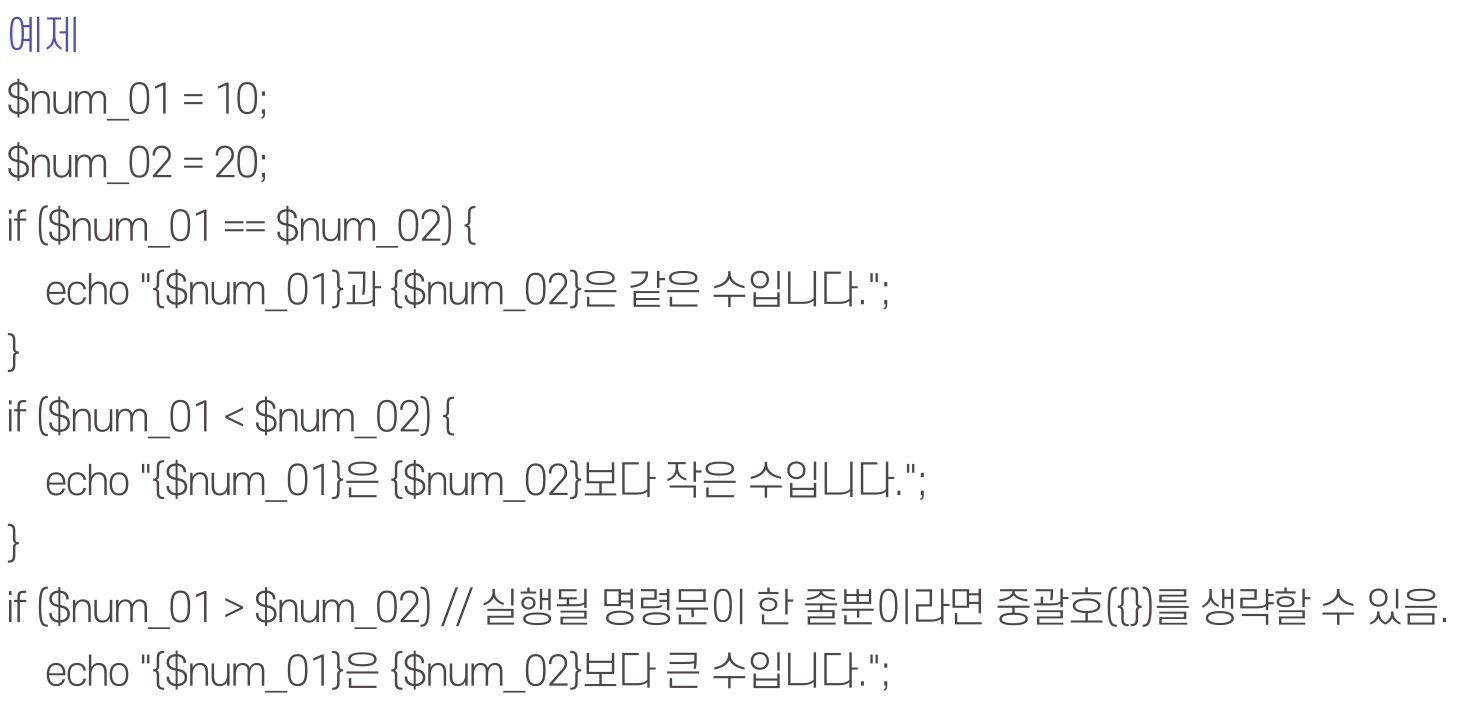 예제
$num_01 = 10;
$num_02 = 20;
if ($num_01 == $num_02) {
    echo "{$num_01}과 {$num_02}은 같은 수입니다.";
}
if ($num_01 < $num_02) {
    echo "{$num_01}은 {$num_02}보다 작은 수입니다.";
}
if ($num_01 > $num_02) // 실행될 명령문이 한 줄뿐이라면 중괄호({})를 생략할 수 있음.
    echo "{$num_01}은 {$num_02}보다 큰 수입니다.";